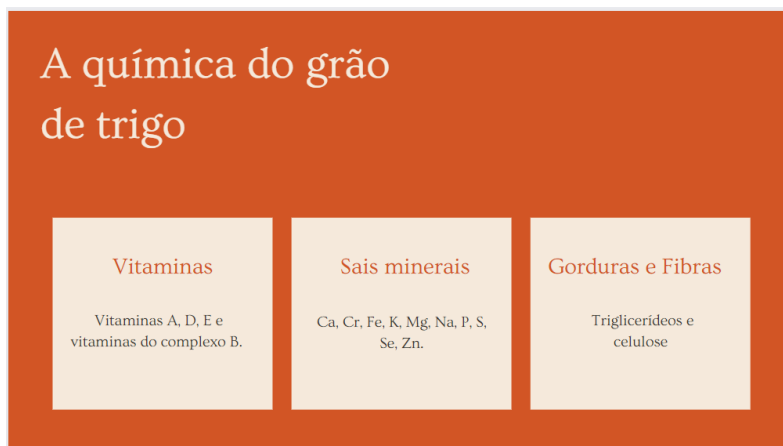 A química do grão
de trigo
Vitaminas
Vitaminas A, D, E e
vitaminas do complexo B.
Sais minerais
Ca, Cr, Fe, K, Mg, Na, P, S,
Se, Zn.
Gorduras e Fibras
Triglicerídeos e
celulose